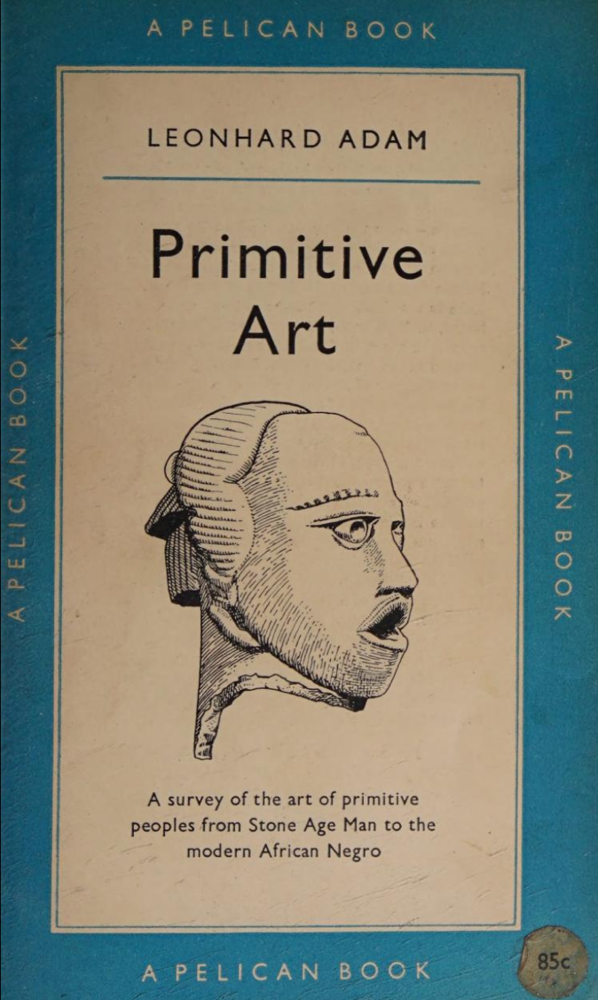 A PELICAN BOOK
LEONHARD ADAM
Primitive
Art
A PELICAN BOOK
A PELICAN BOOK
A survey of the art of primitive
peoples from Stone Age Man to the
modern African Negro
A PELICAN BOOK
85c